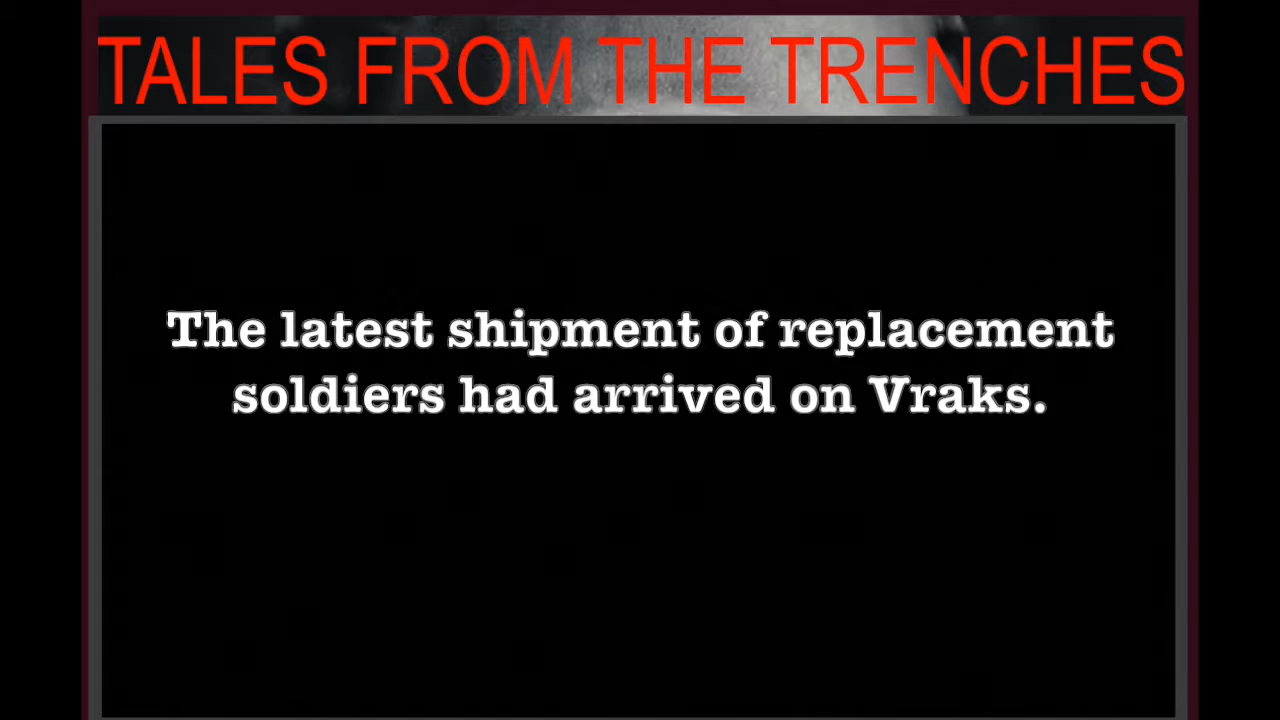 TALES FROM THE TRENCHES
The latest shipment of replacement
soldiers had arrived on Vraks.